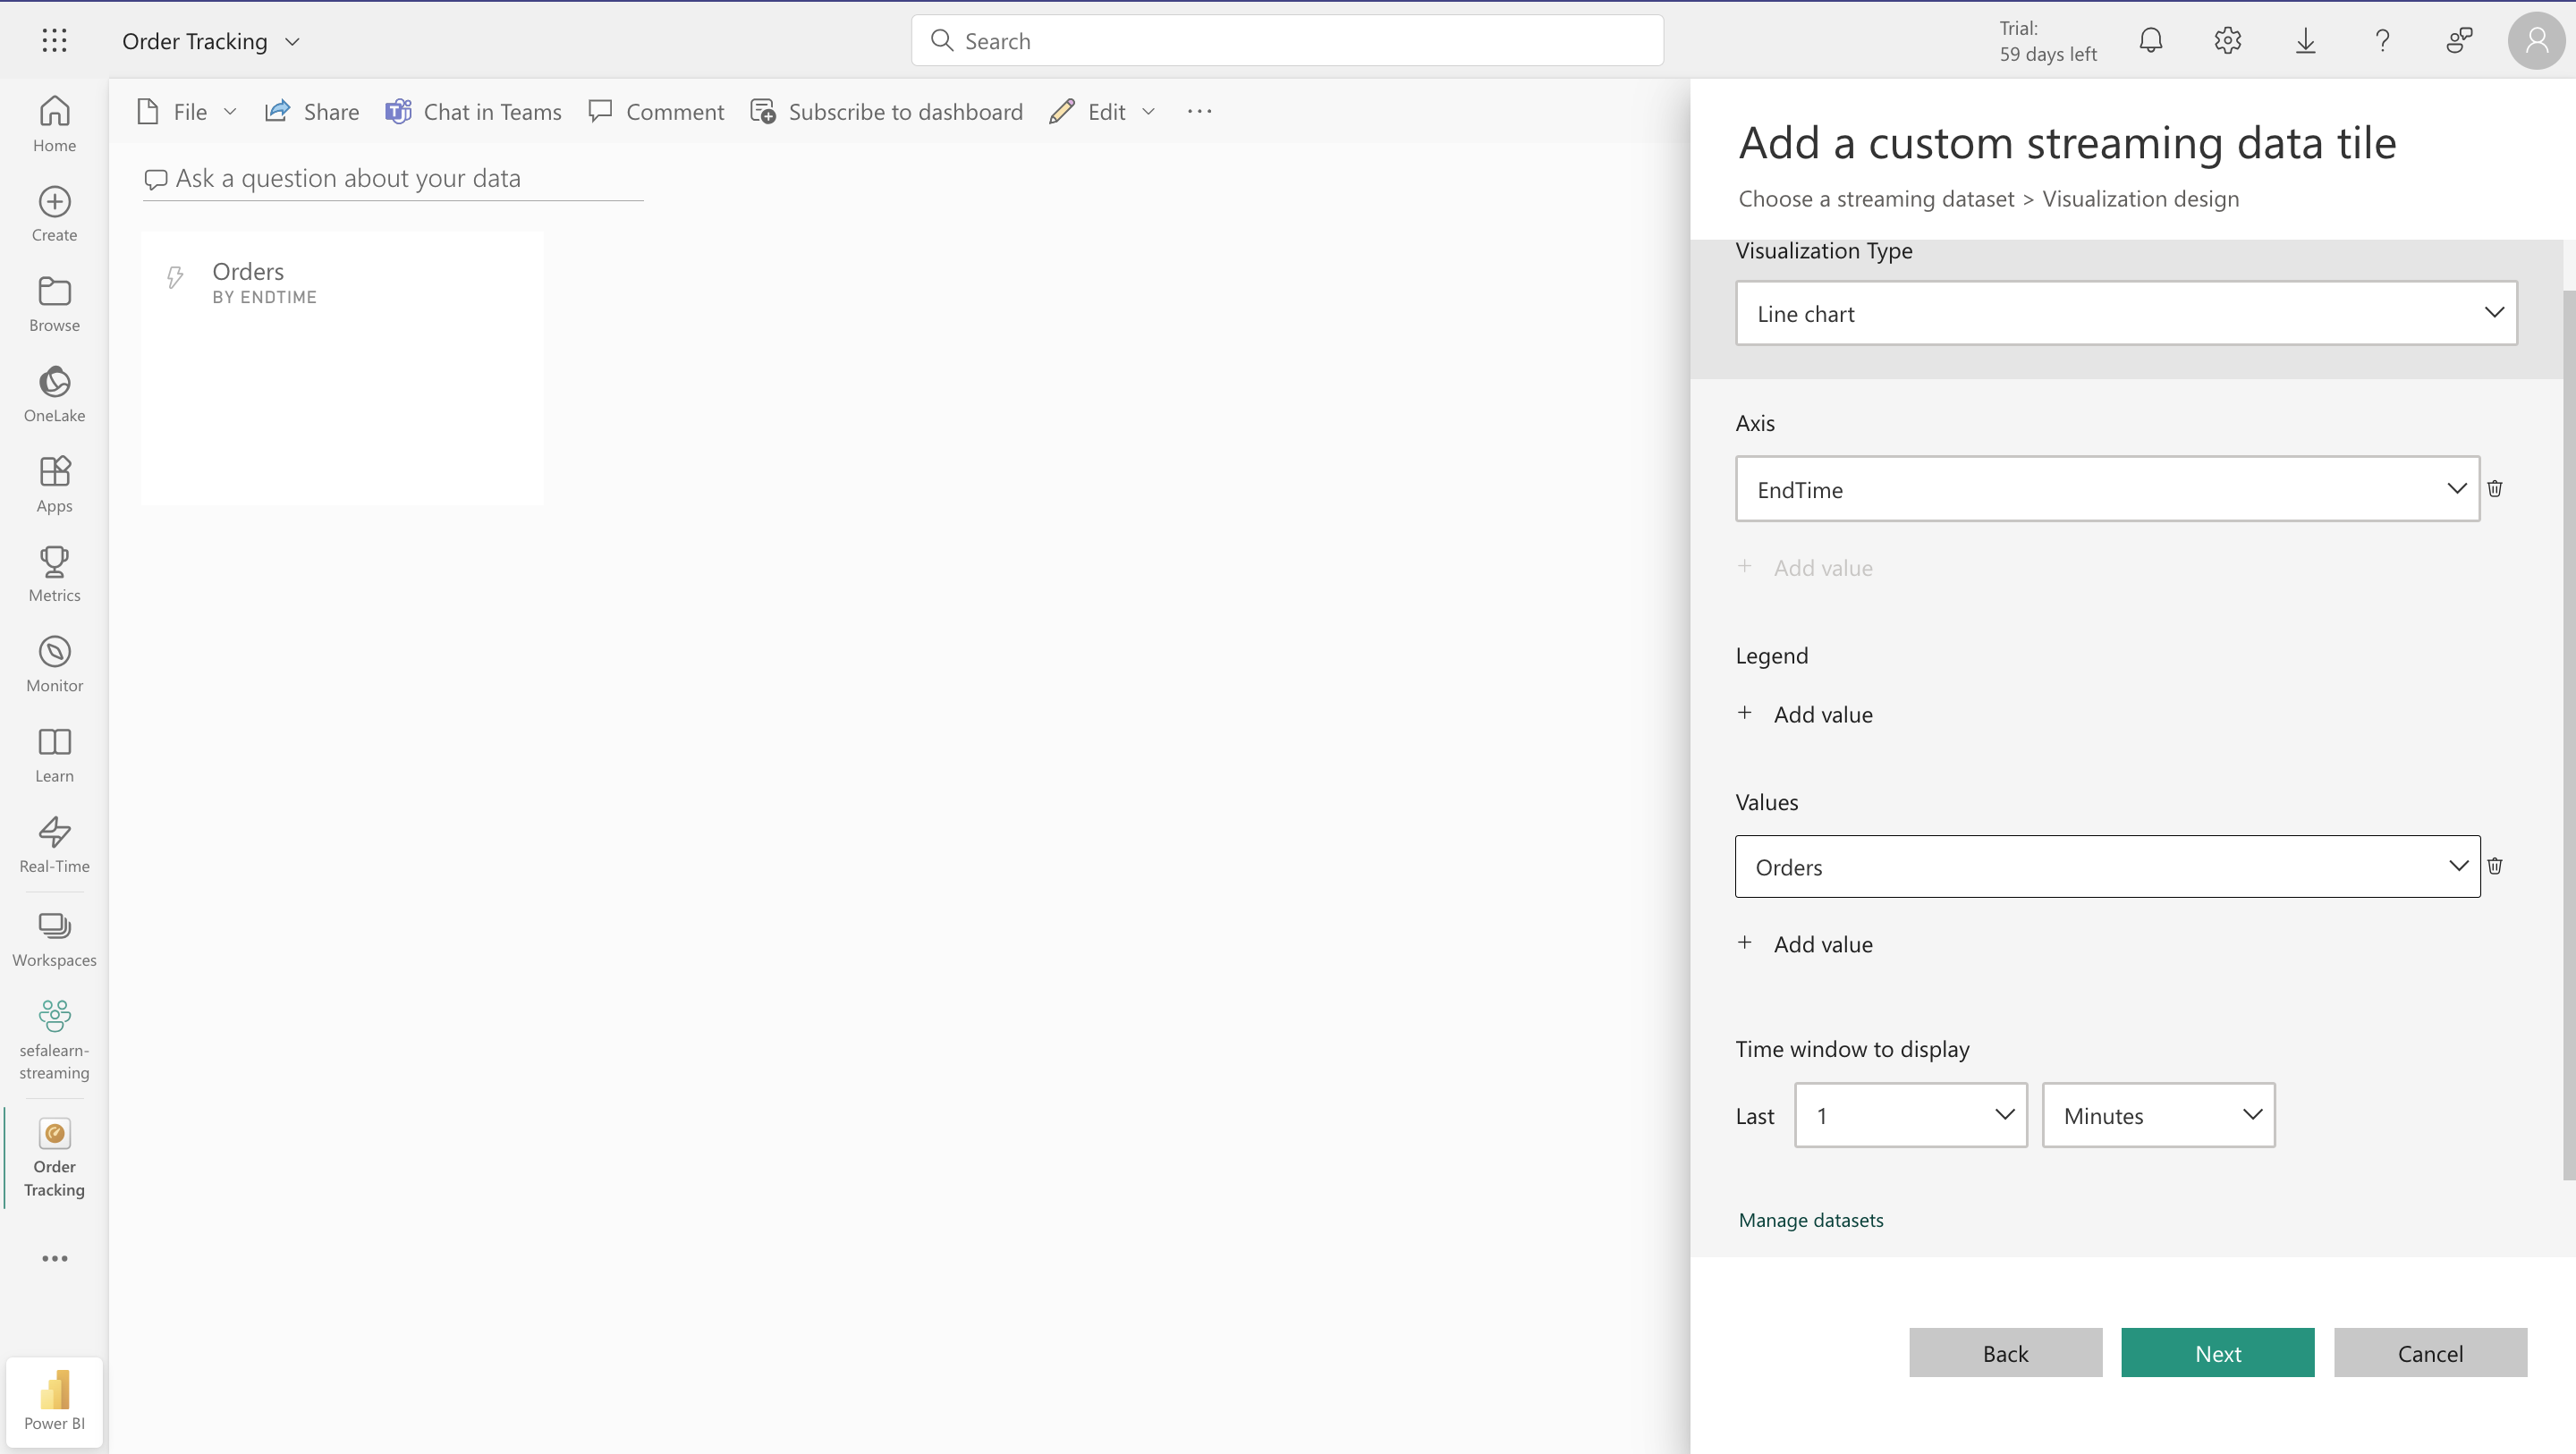 Order Tracking
Search
Trial:
59 days left
Home
Create
Browse
OneLake
Apps
Metrics
Monitor
Learn
Real-Time
Workspaces
sefalearn-
streaming
Order
Tracking
Power BI
File
Share
Chat in Teams
Comment
Subscribe to dashboard
Edit
Ask a question about your data
Orders
BY ENDTIME
Add a custom streaming data tile
Choose a streaming dataset > Visualization design
Visualization Type
Line chart
Axis
EndTime
+ Add value
Legend
+ Add value
Values
Orders
+ Add value
Time window to display
Last 1 Minutes
Manage datasets
Back Next Cancel